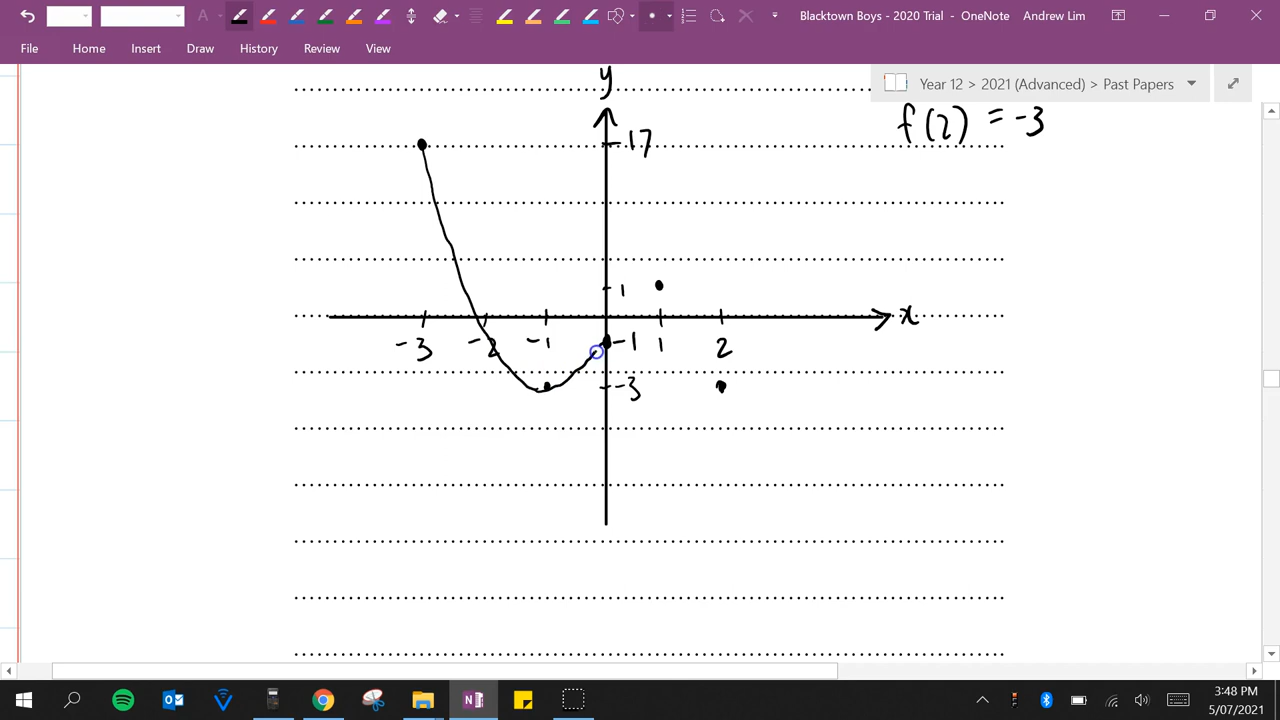 Blacktown Boys - 2020 Trial - OneNote
Andrew Lim
File Home Insert Draw History Review View
Year 12 > 2021 (Advanced) > Past Papers
y
f(2) = -3
17
1
x
-3 -2 -1 -1 1 2
-3
3:48 PM
5/07/2021